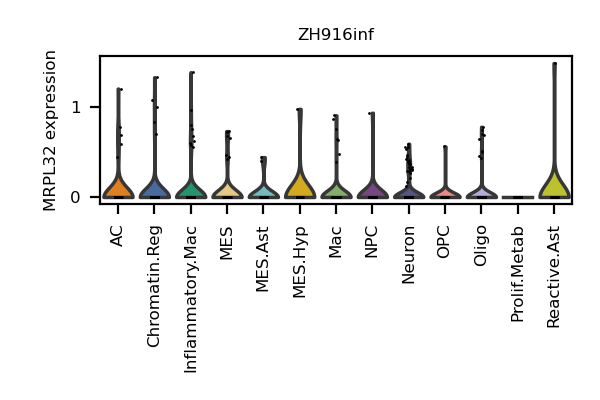 ZH916inf
MRPL32 expression
1
0
AC
Chromatin.Reg
Inflammatory.Mac
MES
MES.Ast
MES.Hyp
Mac
NPC
Neuron
OPC
Oligo
Prolif.Metab
Reactive.Ast